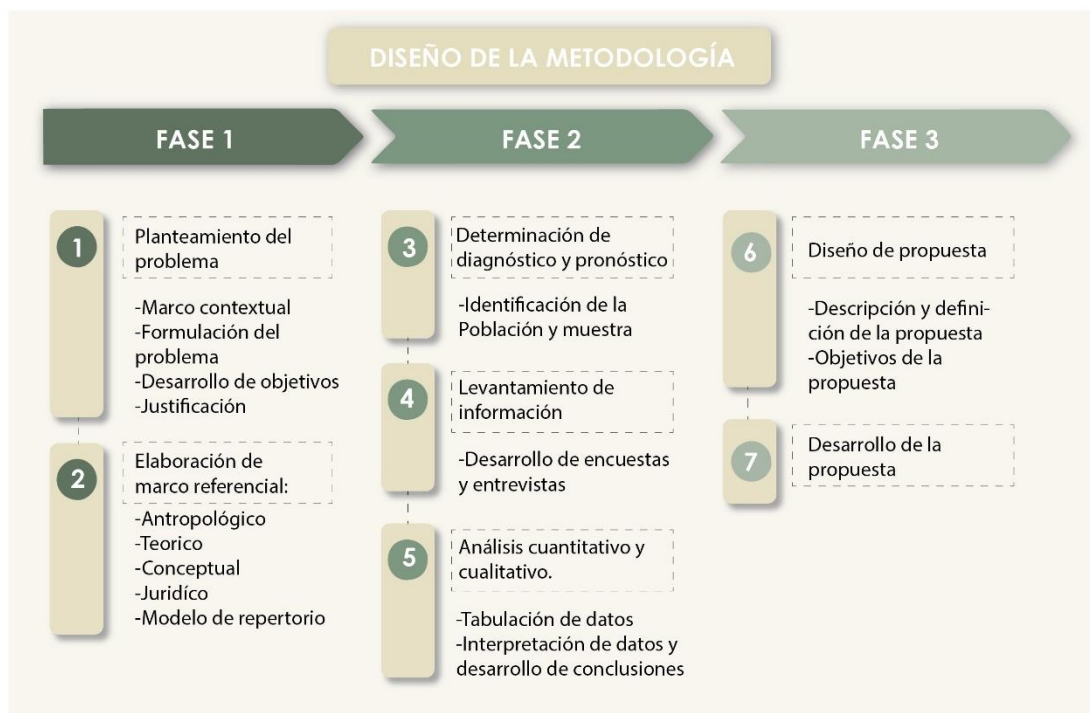 DISEÑO DE LA METODOLOGÍA
FASE 1
FASE 2
FASE 3
1
Planteamiento del
problema
-Marco contextual
-Formulación del
problema
-Desarrollo de objetivos
-Justificación
2
Elaboración de
marco referencial:
-Antropológico
-Teorico
-Conceptual
-Juridíco
-Modelo de repertorio
3
Determinación de
diagnóstico y pronóstico
-Identificación de la
Población y muestra
4
Levantamiento de
información
-Desarrollo de encuestas
y entrevistas
5
Análisis cuantitativo y
cualitativo.
-Tabulación de datos
-Interpretación de datos y
desarrollo de conclusiones
6
Diseño de propuesta
-Descripción y defini-
ción de la propuesta
-Objetivos de la
propuesta
7
Desarrollo de la
propuesta